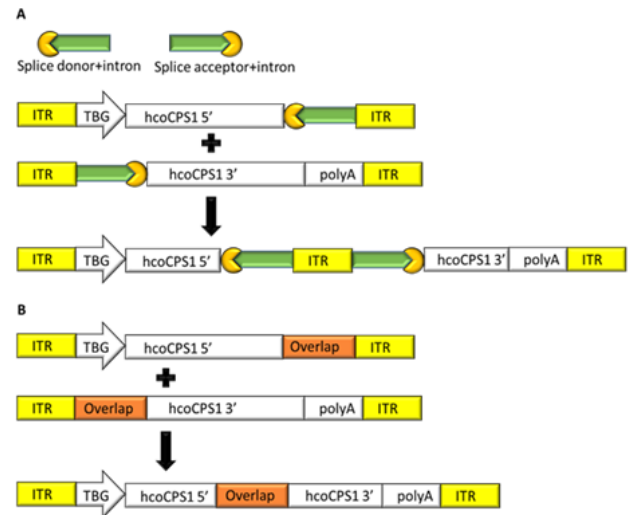 A
Splice donor+intron Splice acceptor+intron
ITR TBG hcoCPS1 5′ ITR
ITR hcoCPS1 3′ polyA ITR
ITR TBG hcoCPS1 5′ ITR hcoCPS1 3′ polyA ITR
B
ITR TBG hcoCPS1 5′ Overlap ITR
ITR Overlap hcoCPS1 3′ polyA ITR
ITR TBG hcoCPS1 5′ Overlap hcoCPS1 3′ polyA ITR